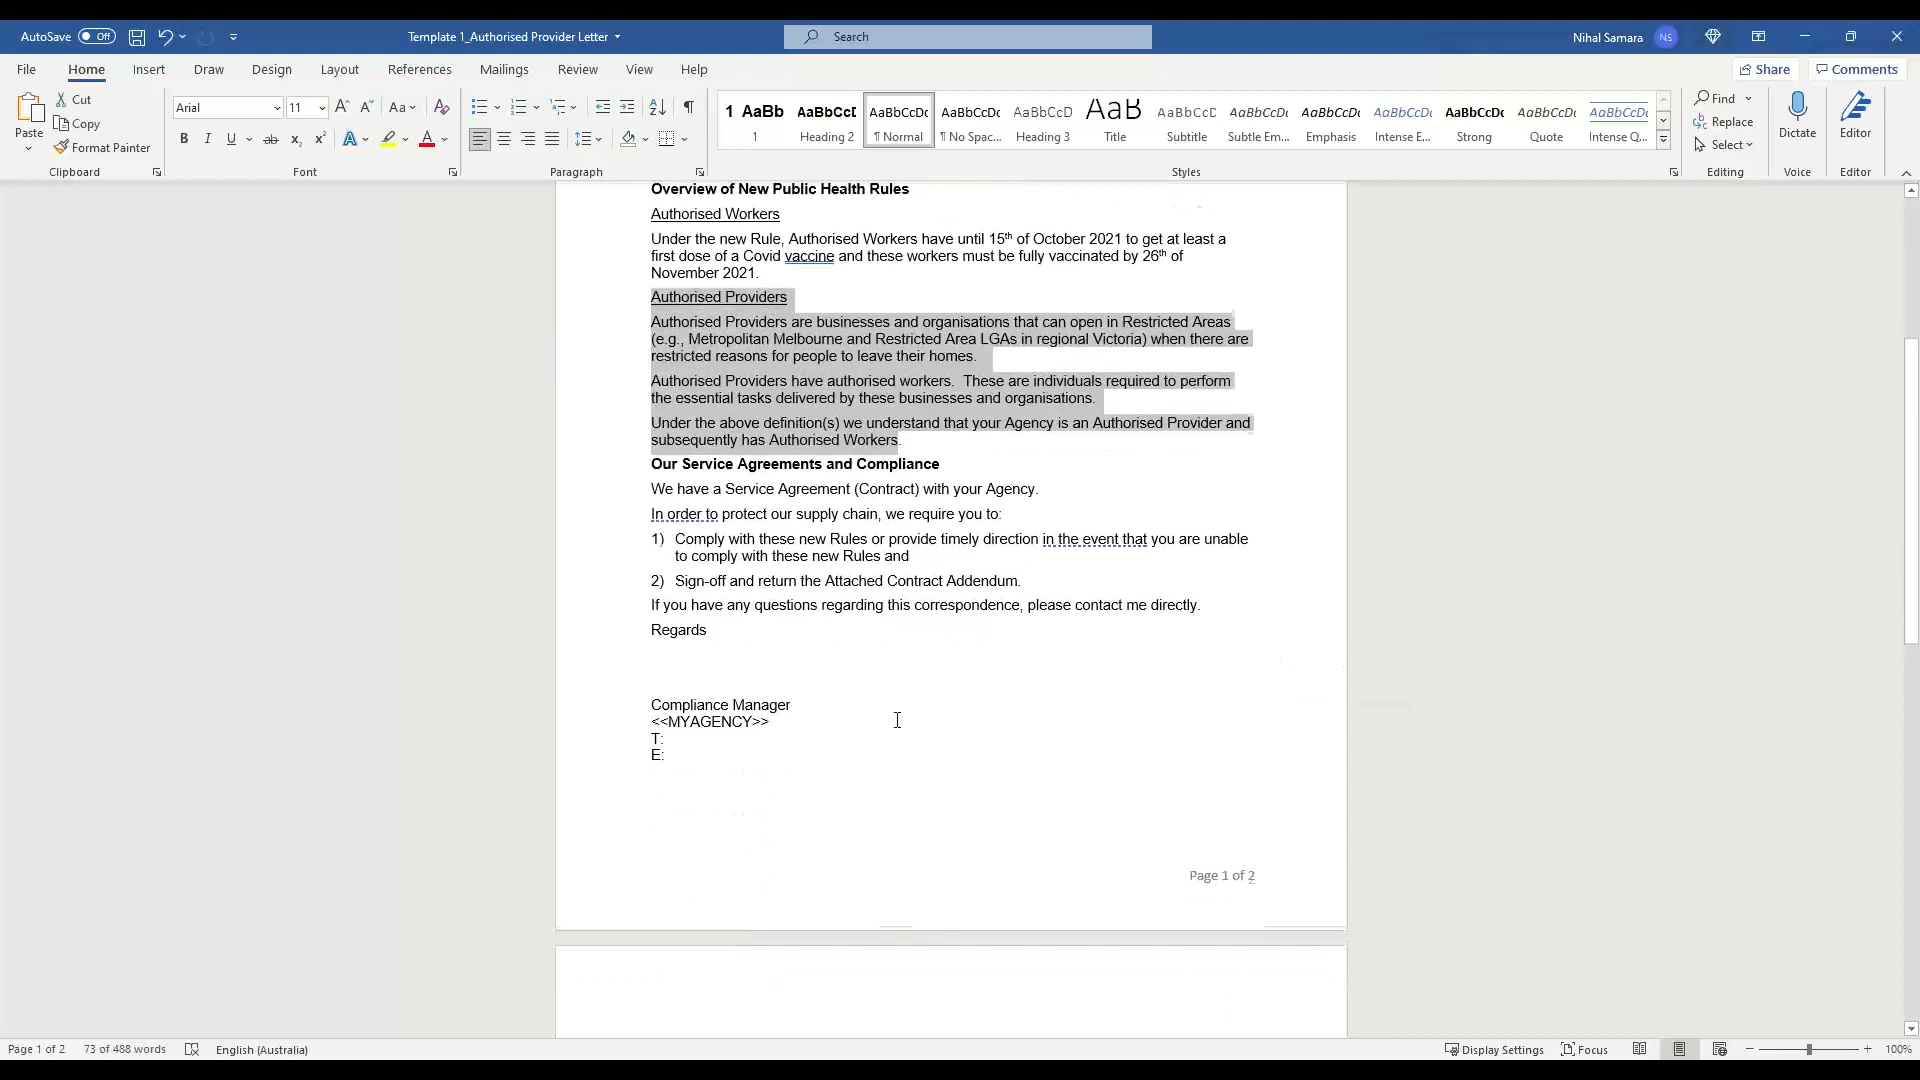 AutoSave Off Template 1_Authorised Provider Letter Search Nihal Samara NS
File Home Insert Draw Design Layout References Mailings Review View Help Share Comments
Paste
Cut
Copy
Format Painter
Clipboard
Arial 11
Font
Paragraph
1 AaBb AaBbCcD AaBbCcDc AaBbCcDc AaBbCcD AaB AaBbCcD AaBbCcDc AaBbCcDc AaBbCcDc AaBbCcDc AaBbCcDc AaBbCcDc
1 Heading 2 ¶ Normal ¶ No Spac... Heading 3 Title Subtitle Subtle Em... Emphasis Intense E... Strong Quote Intense Q...
Styles
Find
Replace
Select
Editing
Dictate
Voice
Editor
Editor
Overview of New Public Health Rules
Authorised Workers
Under the new Rule, Authorised Workers have until 15th of October 2021 to get at least a
first dose of a Covid vaccine and these workers must be fully vaccinated by 26th of
November 2021.
Authorised Providers
Authorised Providers are businesses and organisations that can open in Restricted Areas
(e.g., Metropolitan Melbourne and Restricted Area LGAs in regional Victoria) when there are
restricted reasons for people to leave their homes.
Authorised Providers have authorised workers. These are individuals required to perform
the essential tasks delivered by these businesses and organisations.
Under the above definition(s) we understand that your Agency is an Authorised Provider and
subsequently has Authorised Workers.
Our Service Agreements and Compliance
We have a Service Agreement (Contract) with your Agency.
In order to protect our supply chain, we require you to:
1) Comply with these new Rules or provide timely direction in the event that you are unable
to comply with these new Rules and
2) Sign-off and return the Attached Contract Addendum.
If you have any questions regarding this correspondence, please contact me directly.
Regards
Compliance Manager
<<MYAGENCY>>
T:
E:
Page 1 of 2
Page 1 of 2 73 of 488 words English (Australia) Display Settings Focus 100%